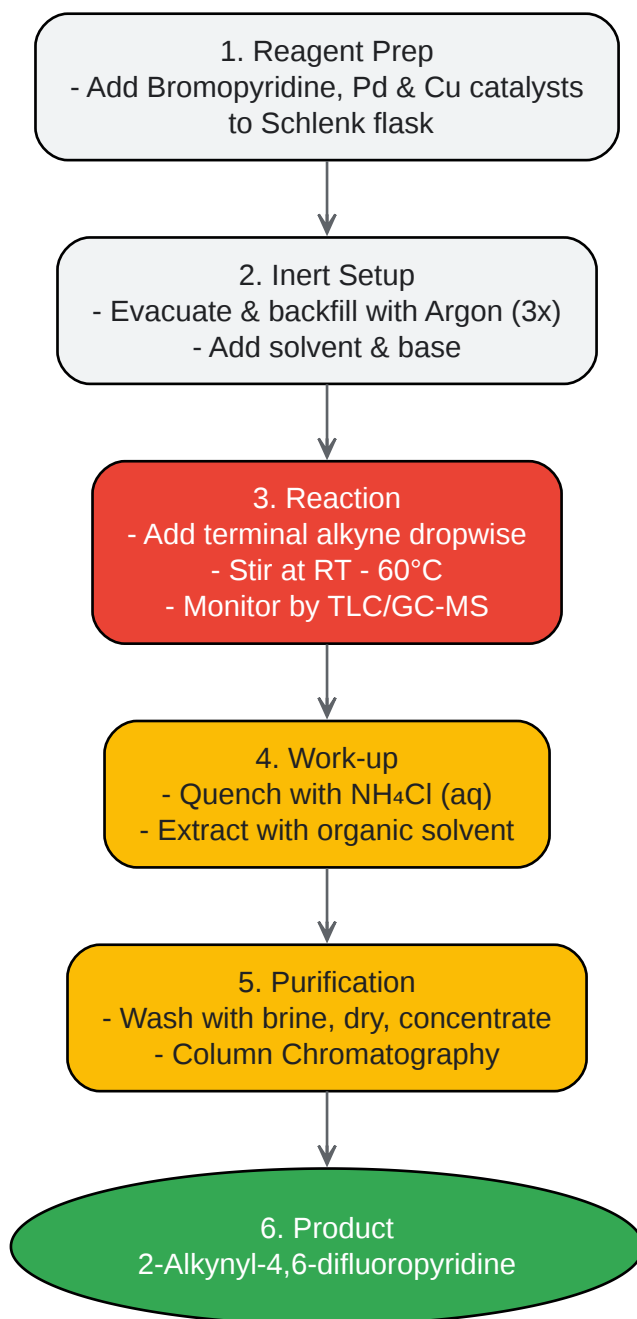 1. Reagent Prep
- Add Bromopyridine, Pd & Cu catalysts
to Schlenk flask
2. Inert Setup
- Evacuate & backfill with Argon (3x)
- Add solvent & base
3. Reaction
- Add terminal alkyne dropwise
- Stir at RT - 60°C
- Monitor by TLC/GC-MS
4. Work-up
- Quench with NH₄Cl (aq)
- Extract with organic solvent
5. Purification
- Wash with brine, dry, concentrate
- Column Chromatography
6. Product
2-Alkynyl-4,6-difluoropyridine